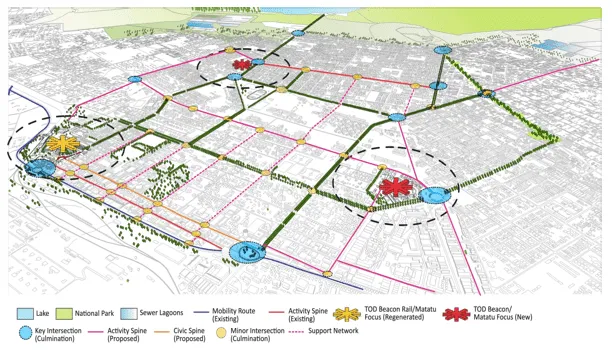 Lake
National Park
Sewer Lagoons
Mobility Route
(Existing)
Activity Spine
(Existing)
TOD Beacon Rail/Matatu
Focus (Regenerated)
TOD Beacon/
Matatu Focus (New)
Key Intersection
(Culmination)
Activity Spine
(Proposed)
Civic Spine
(Proposed)
Minor Intersection
(Culmination)
Support Network